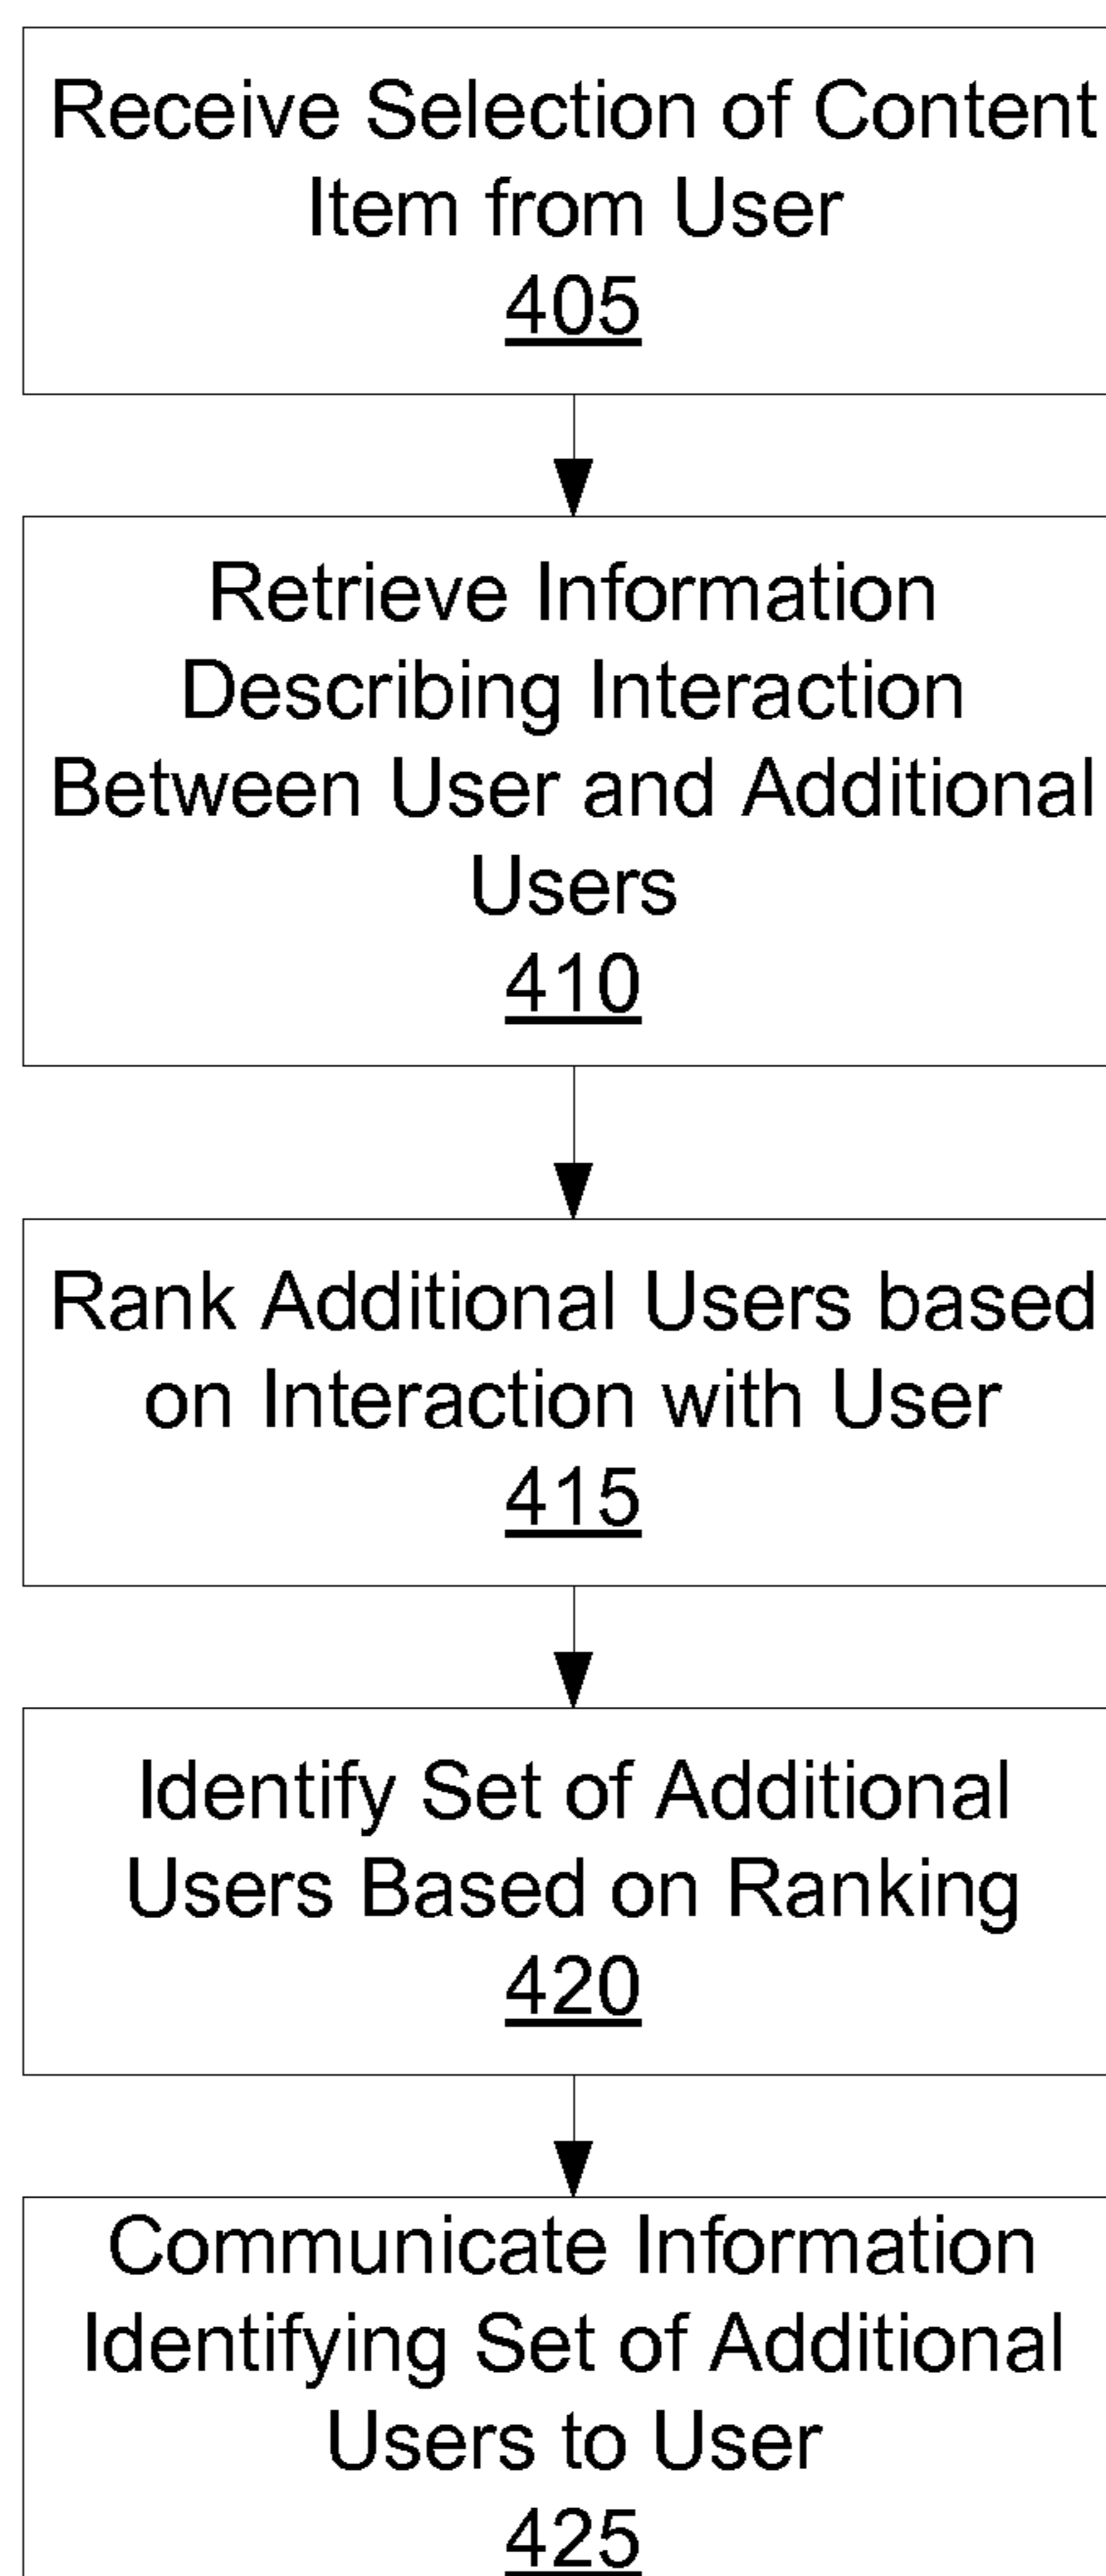 Receive Selection of Content
Item from User
405
Retrieve Information
Describing Interaction
Between User and Additional
Users
410
Rank Additional Users based
on Interaction with User
415
Identify Set of Additional
Users Based on Ranking
420
Communicate Information
Identifying Set of Additional
Users to User
425